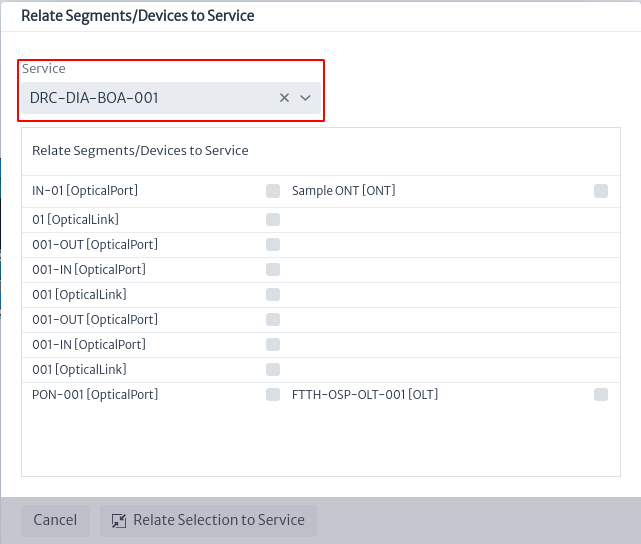 Relate Segments/Devices to Service
Service
DRC-DIA-BOA-001
Relate Segments/Devices to Service
IN-01 [OpticalPort] Sample ONT [ONT]
01 [OpticalLink]
001-OUT [OpticalPort]
001-IN [OpticalPort]
001 [OpticalLink]
001-OUT [OpticalPort]
001-IN [OpticalPort]
001 [OpticalLink]
PON-001 [OpticalPort] FTTH-OSP-OLT-001 [OLT]
Cancel Relate Selection to Service